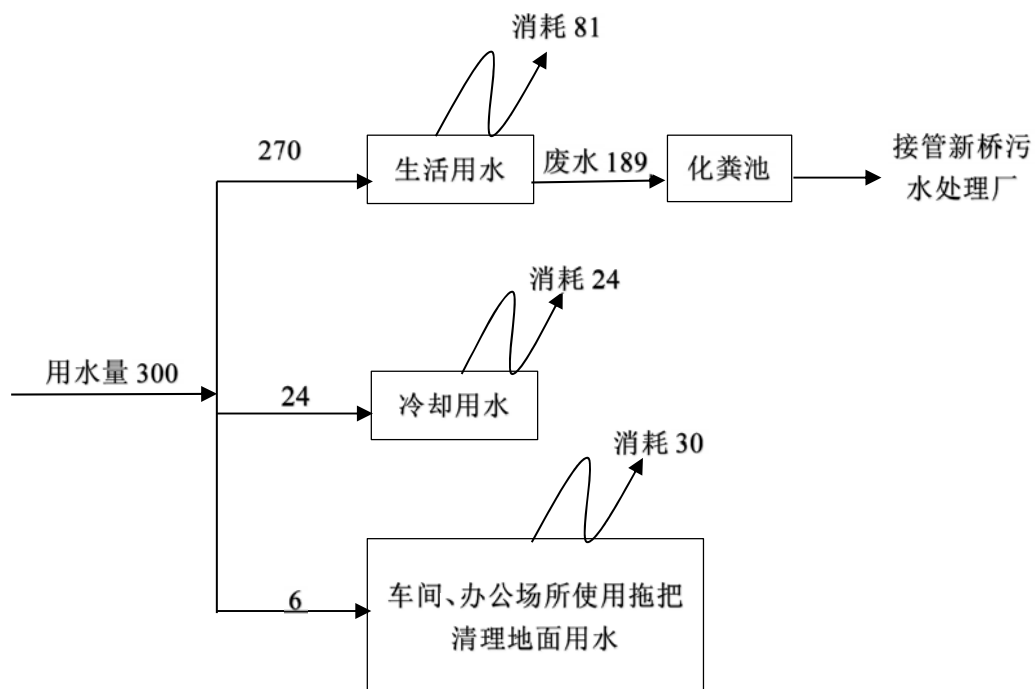 消耗 81
270
生活用水
废水 189
化粪池
接管新桥污
水处理厂
消耗 24
用水量 300
24
冷却用水
消耗 30
6
车间、办公场所使用拖把
清理地面用水